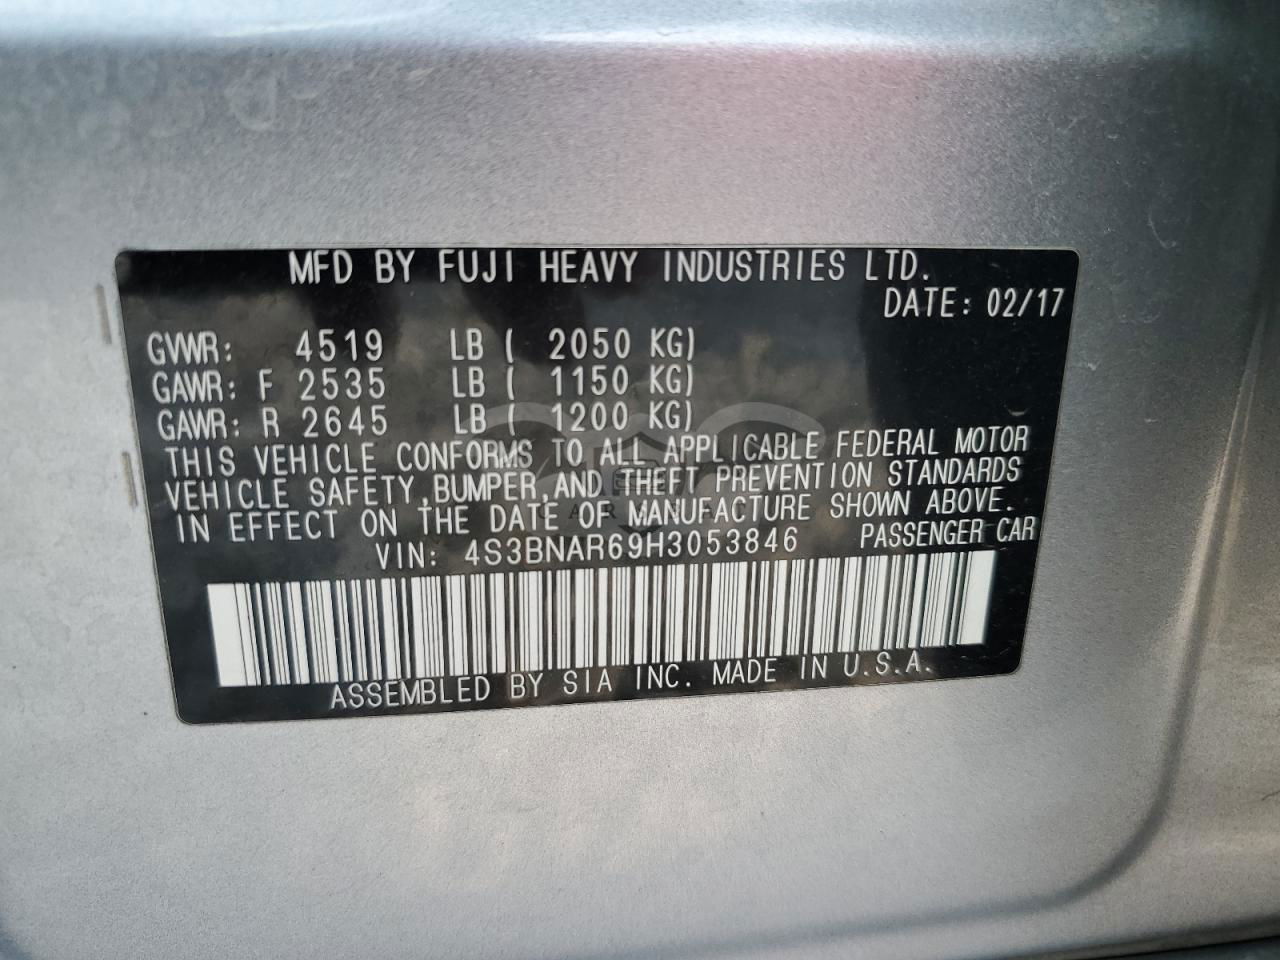 MFD BY FUJI HEAVY INDUSTRIES LTD.
DATE: 02/17
GVWR: 4519 LB ( 2050 KG)
GAWR: F 2535 LB ( 1150 KG)
GAWR: R 2645 LB ( 1200 KG)
THIS VEHICLE CONFORMS TO ALL APPLICABLE FEDERAL MOTOR
VEHICLE SAFETY,BUMPER,AND THEFT PREVENTION STANDARDS
IN EFFECT ON THE DATE OF MANUFACTURE SHOWN ABOVE.
VIN: 4S3BNAR69H3053846 PASSENGER CAR
ASSEMBLED BY SIA INC. MADE IN U.S.A.